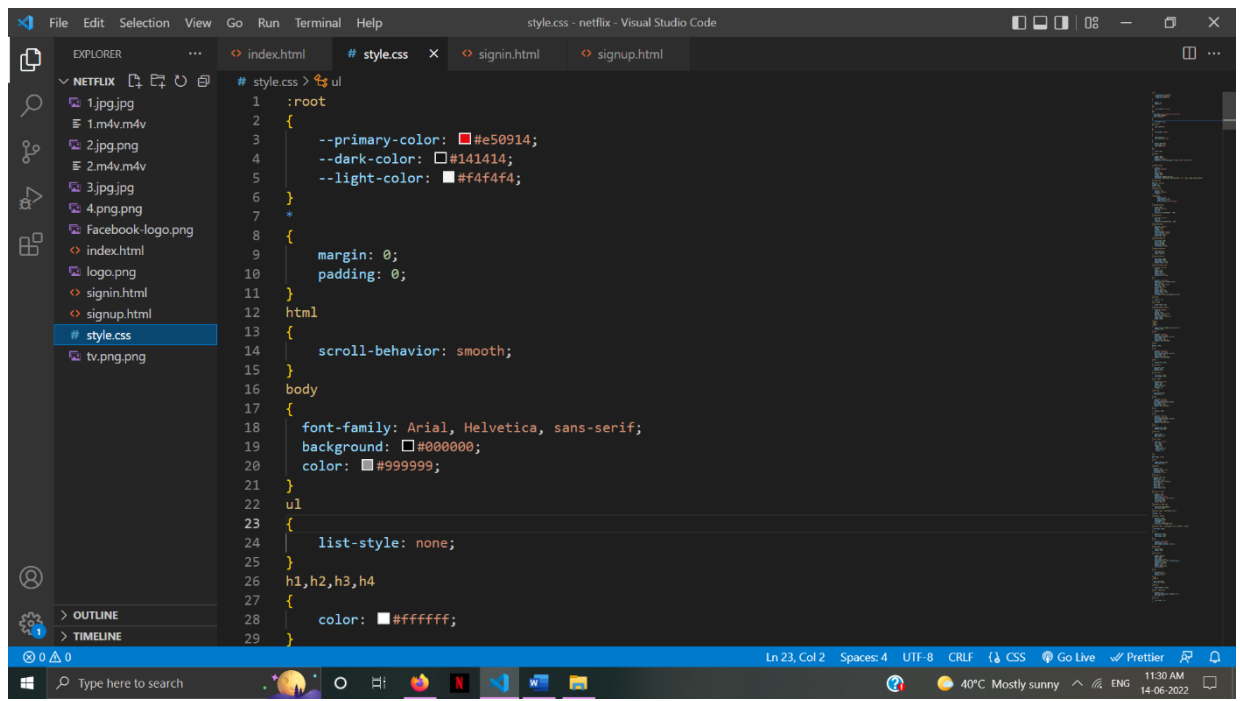 File Edit Selection View Go Run Terminal Help style.css - netflix - Visual Studio Code
EXPLORER
index.html # style.css signin.html signup.html
NETFLIX
1.jpg.jpg
1.m4v.m4v
2.jpg.png
2.m4v.m4v
3.jpg.jpg
4.png.png
Facebook-logo.png
index.html
logo.png
signin.html
signup.html
# style.css
tv.png.png
OUTLINE
TIMELINE
# style.css > ul
1 :root
2 {
3 --primary-color: #e50914;
4 --dark-color: #141414;
5 --light-color: #f4f4f4;
6 }
7 *
8 {
9 margin: 0;
10 padding: 0;
11 }
12 html
13 {
14 scroll-behavior: smooth;
15 }
16 body
17 {
18 font-family: Arial, Helvetica, sans-serif;
19 background: #000000;
20 color: #999999;
21 }
22 ul
23 {
24 list-style: none;
25 }
26 h1,h2,h3,h4
27 {
28 color: #ffffff;
29 }
1
0 0 Ln 23, Col 2 Spaces: 4 UTF-8 CRLF CSS Go Live Prettier
Type here to search 40°C Mostly sunny ENG 11:30 AM
14-06-2022